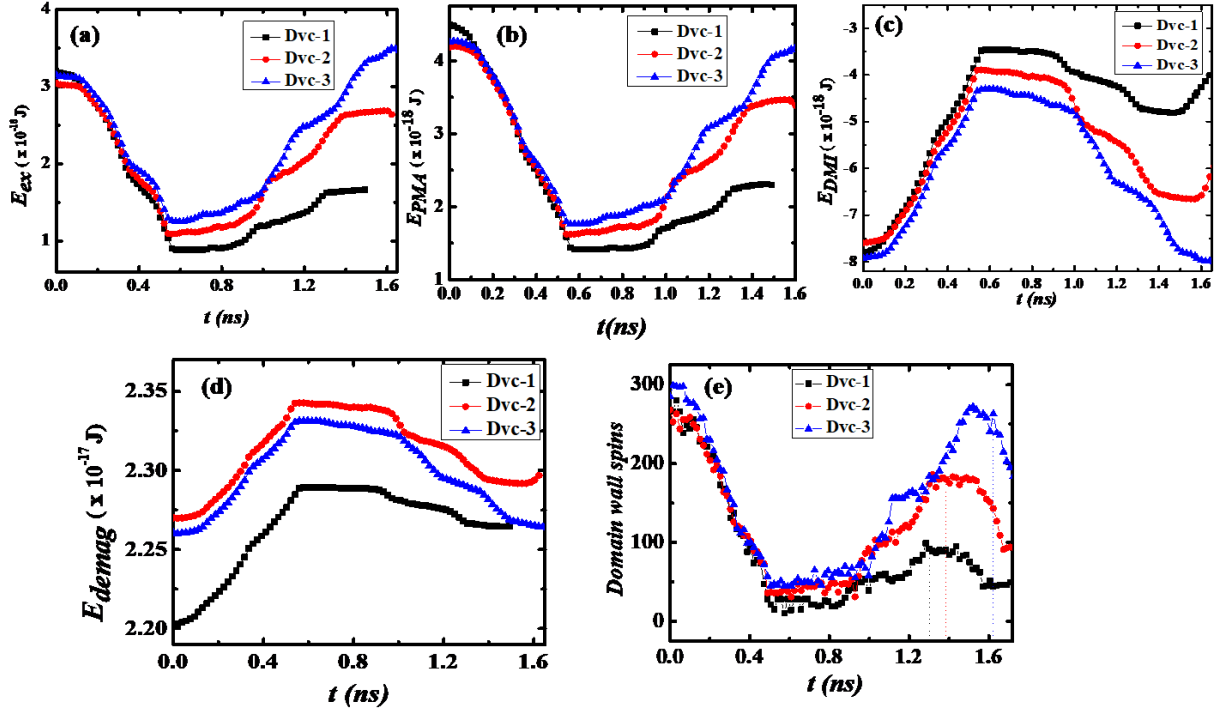 (a)
Dvc-1
Dvc-2
Dvc-3
4
3
2
1
E_ex (x 10⁻¹⁸ J)
0.0 0.4 0.8 1.2 1.6
t (ns)
(b)
Dvc-1
Dvc-2
Dvc-3
4
3
2
1
E_PMA (x 10⁻¹⁸ J)
0.0 0.2 0.4 0.6 0.8 1.0 1.2 1.4 1.6
t(ns)
(c)
Dvc-1
Dvc-2
Dvc-3
-3
-4
-5
-6
-7
-8
E_DMI (x 10⁻¹⁸ J)
0.0 0.2 0.4 0.6 0.8 1.0 1.2 1.4 1.6
t (ns)
(d)
Dvc-1
Dvc-2
Dvc-3
2.35
2.30
2.25
2.20
E_demag (x 10⁻¹⁷ J)
0.0 0.4 0.8 1.2 1.6
t (ns)
(e)
Dvc-1
Dvc-2
Dvc-3
300
250
200
150
100
50
0
Domain wall spins
0.0 0.4 0.8 1.2 1.6
t (ns)